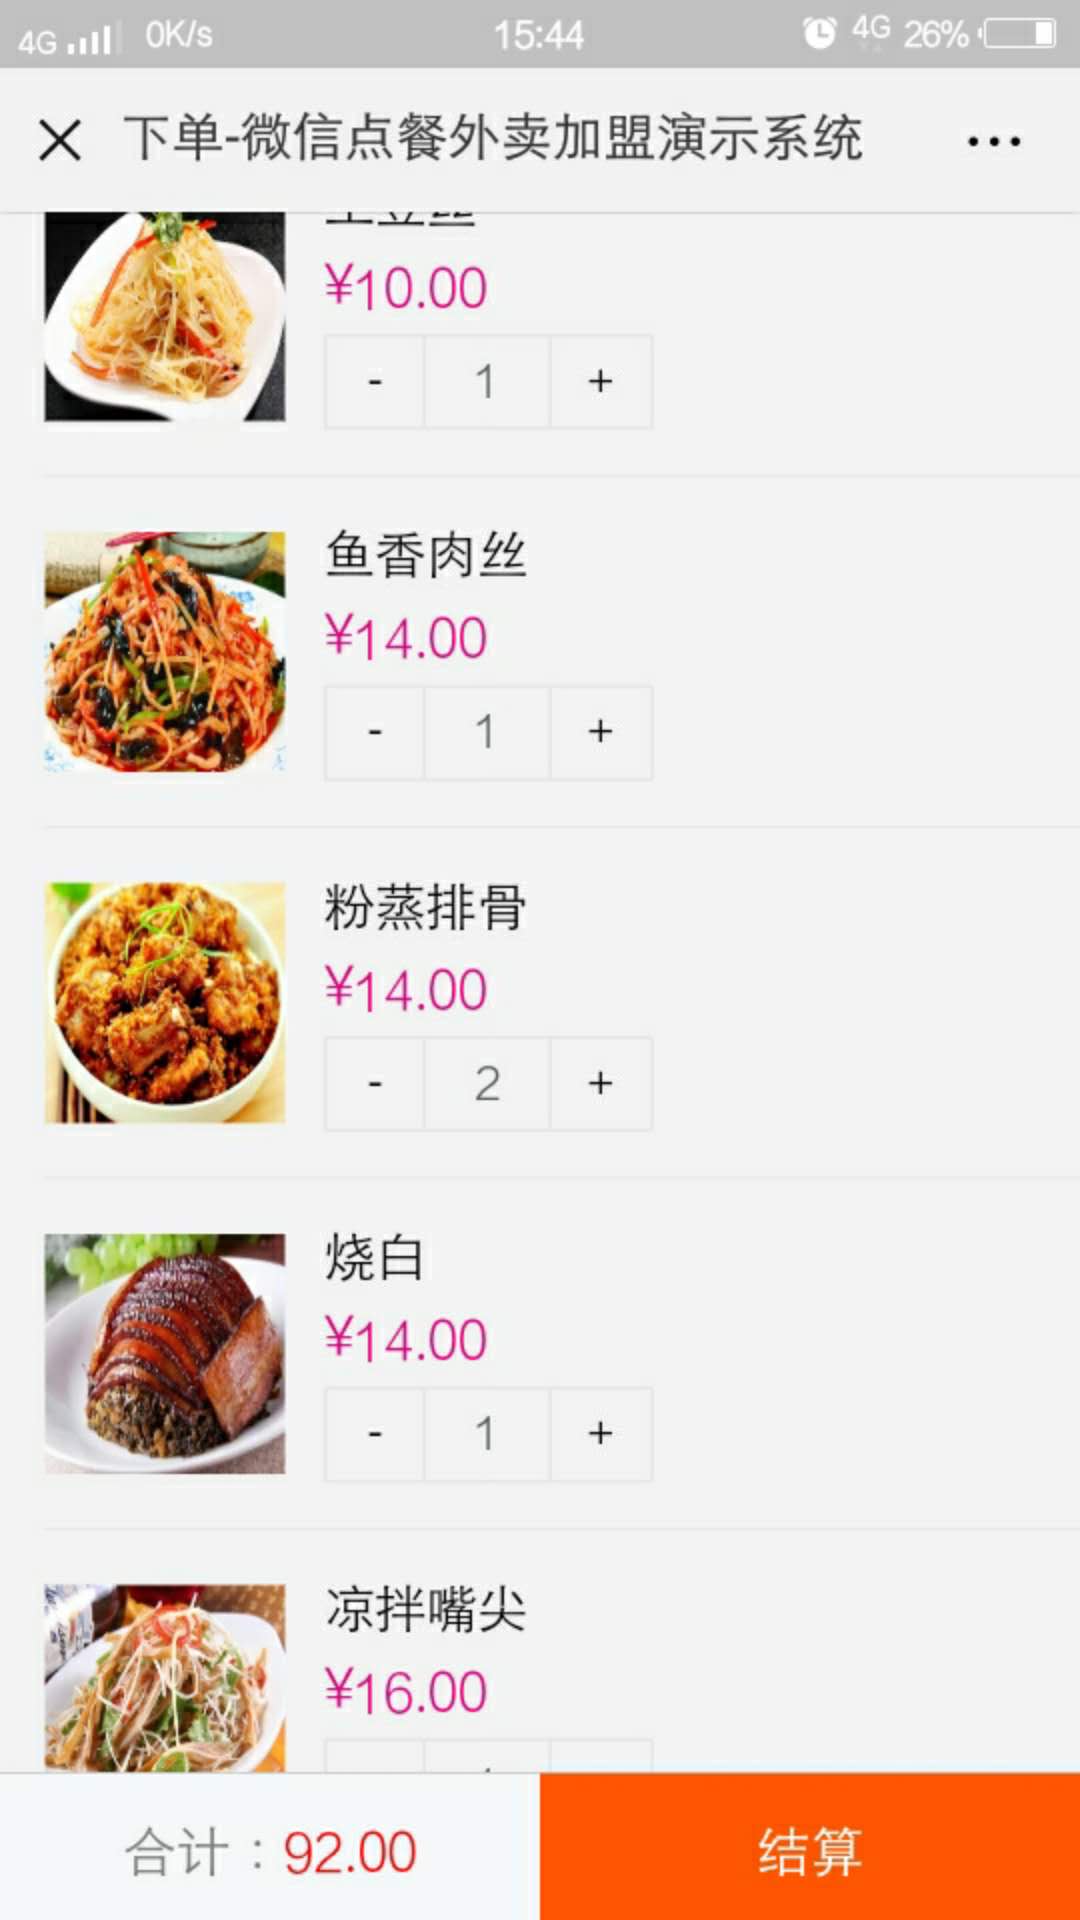 4G 0K/s 15:44 4G 26%
下单-微信点餐外卖加盟演示系统
¥10.00
- 1 +
鱼香肉丝
¥14.00
- 1 +
粉蒸排骨
¥14.00
- 2 +
烧白
¥14.00
- 1 +
凉拌嘴尖
¥16.00
合计：92.00
结算